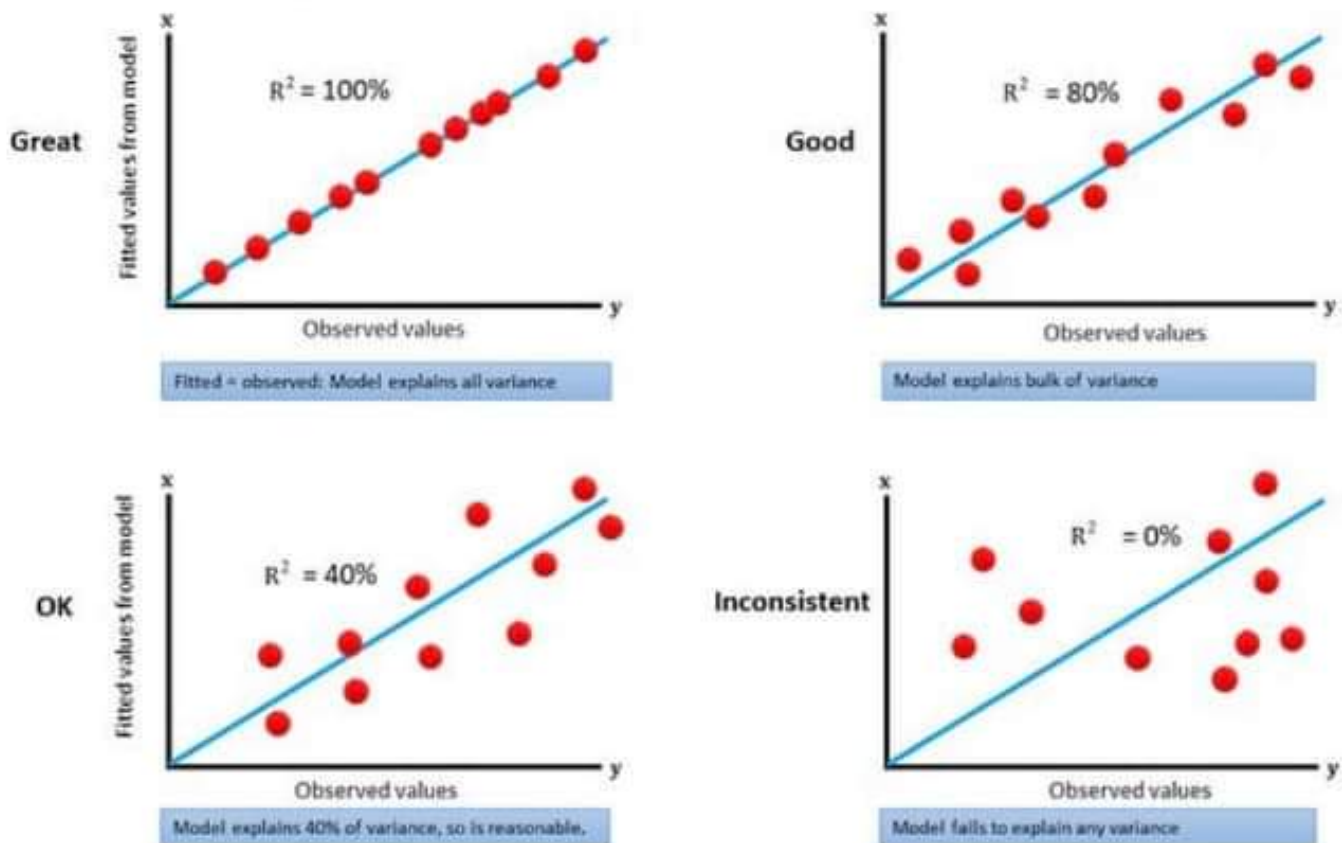 x
Fitted values from model
R² = 100%
Great
y
Observed values
Fitted = observed: Model explains all variance
x
R² = 80%
Good
y
Observed values
Model explains bulk of variance
x
Fitted values from model
R² = 40%
OK
y
Observed values
Model explains 40% of variance, so is reasonable.
x
R² = 0%
Inconsistent
y
Observed values
Model fails to explain any variance